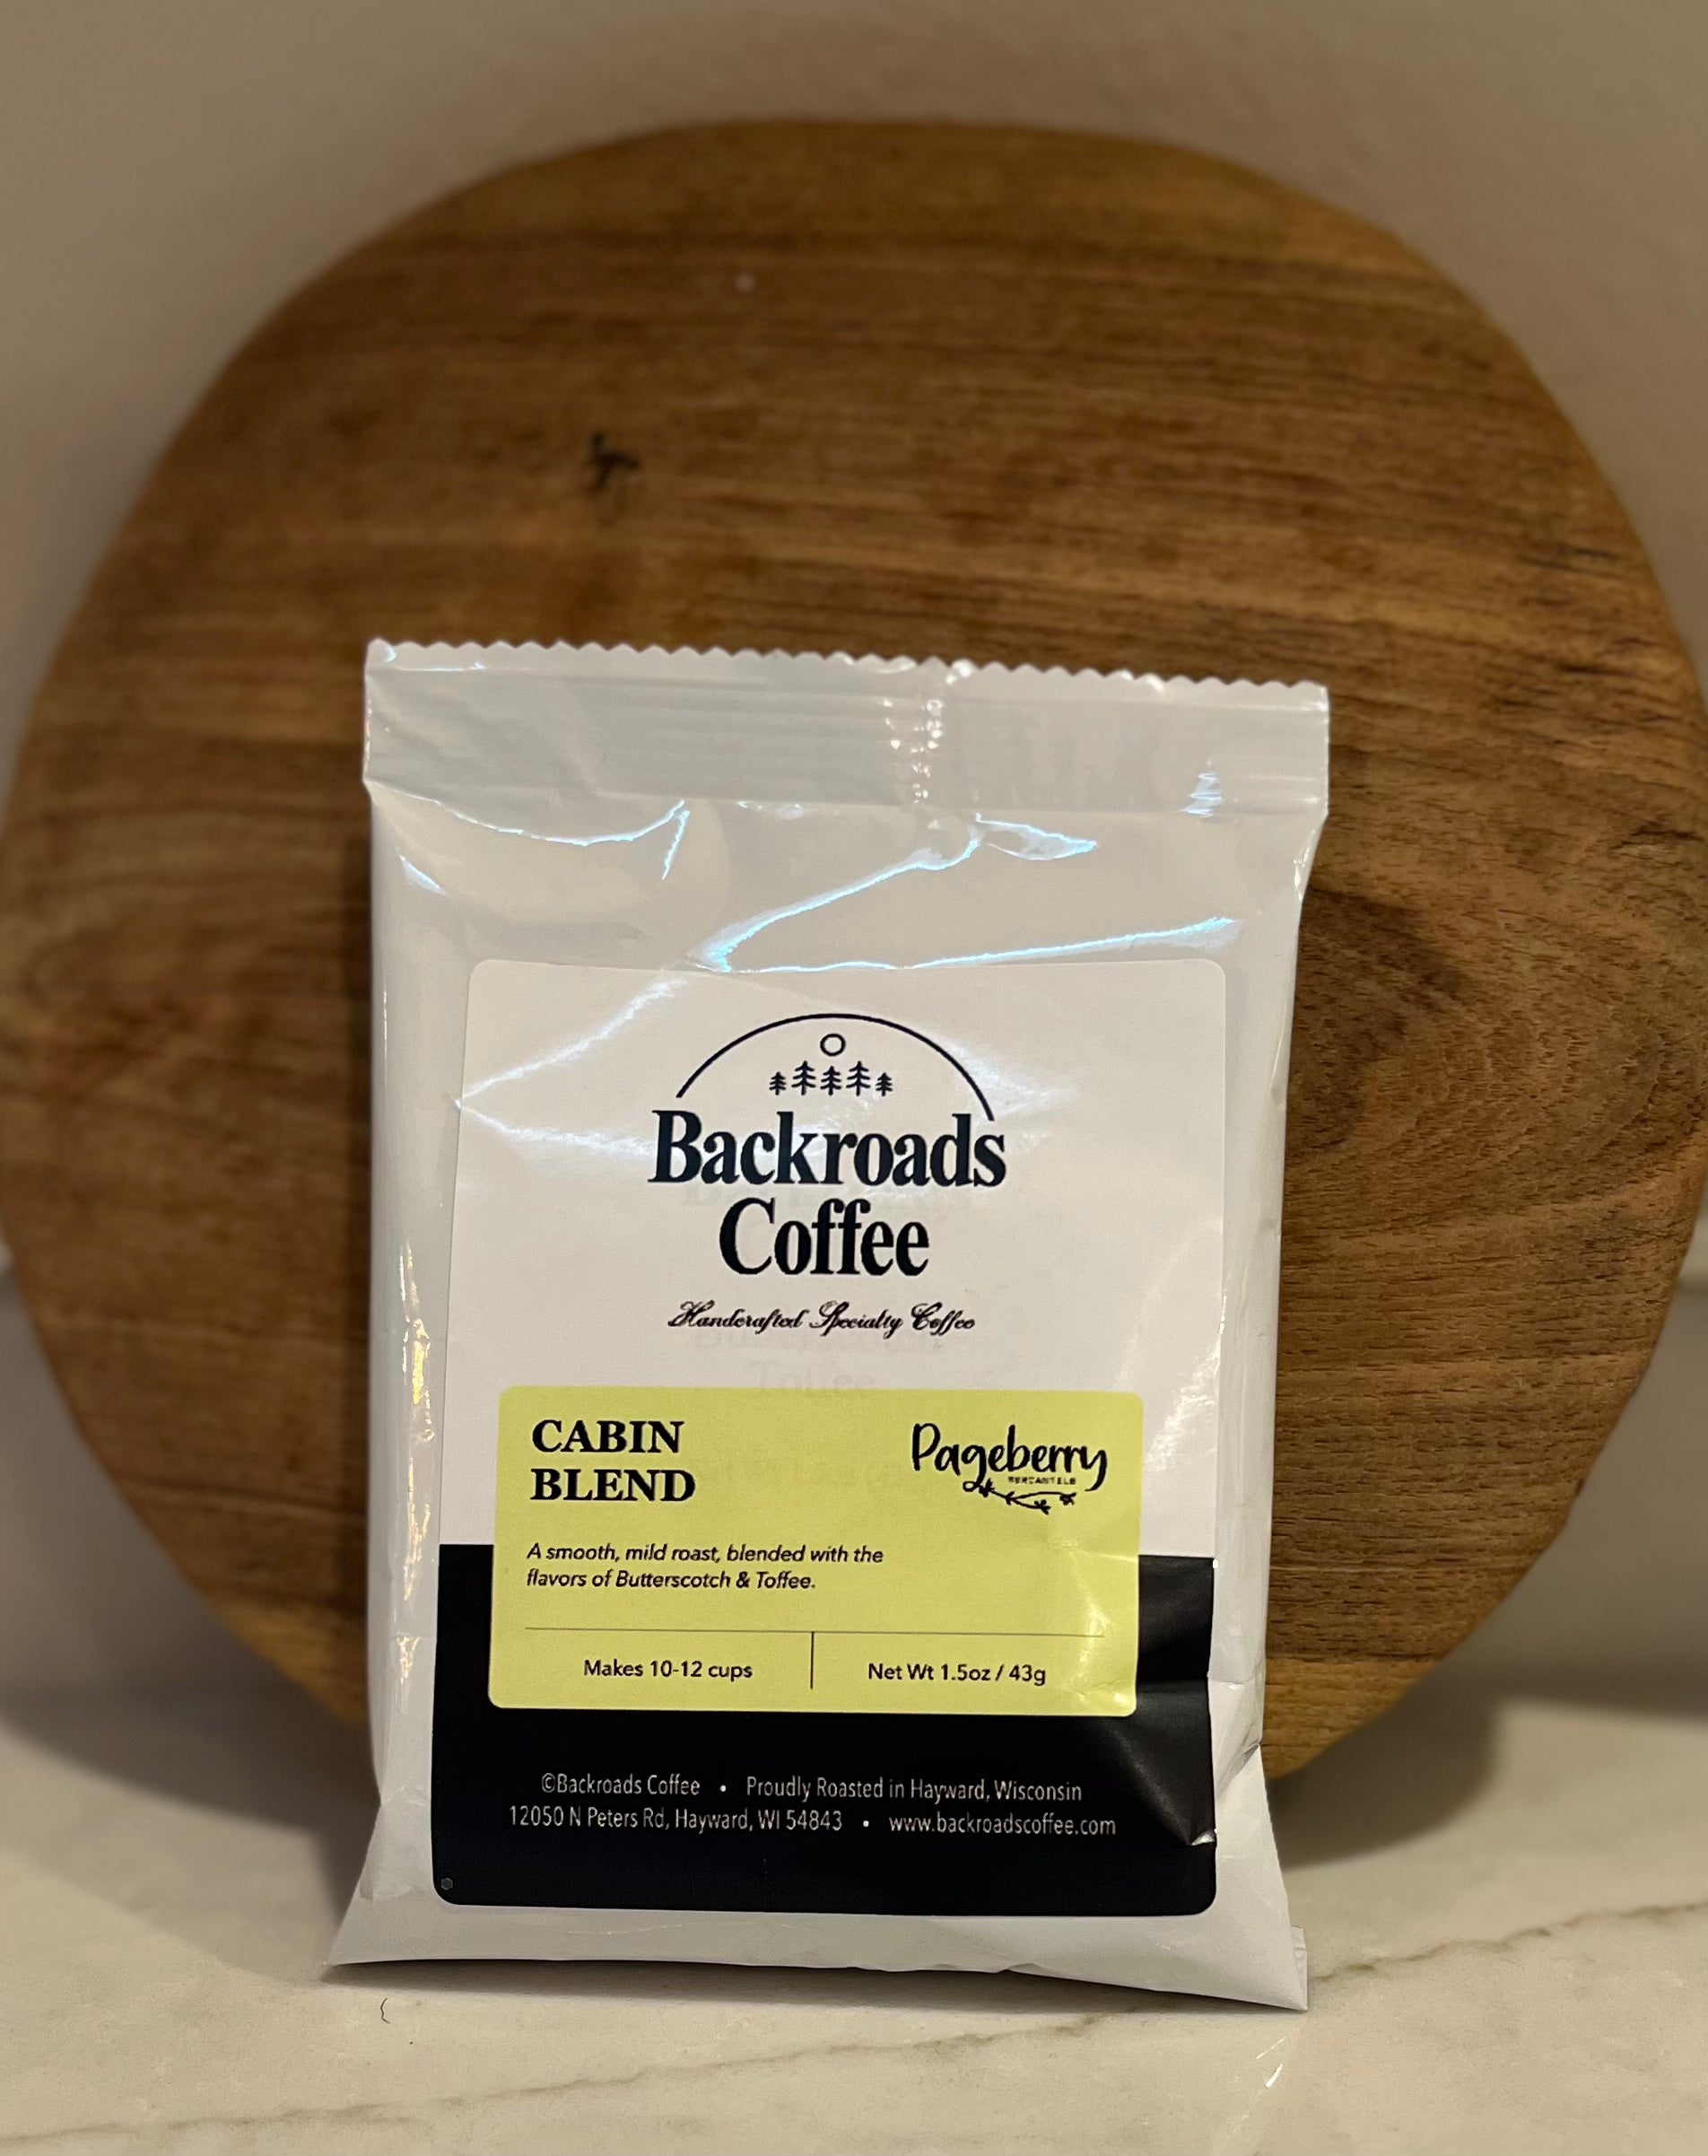 Backroads
Coffee
Handcrafted Specialty Coffee
CABIN
BLEND
Pageberry
MERCANTILE
A smooth, mild roast, blended with the
flavors of Butterscotch & Toffee.
Makes 10-12 cups
Net Wt 1.5oz / 43g
©Backroads Coffee • Proudly Roasted in Hayward, Wisconsin
12050 N Peters Rd, Hayward, WI 54843 • www.backroadscoffee.com